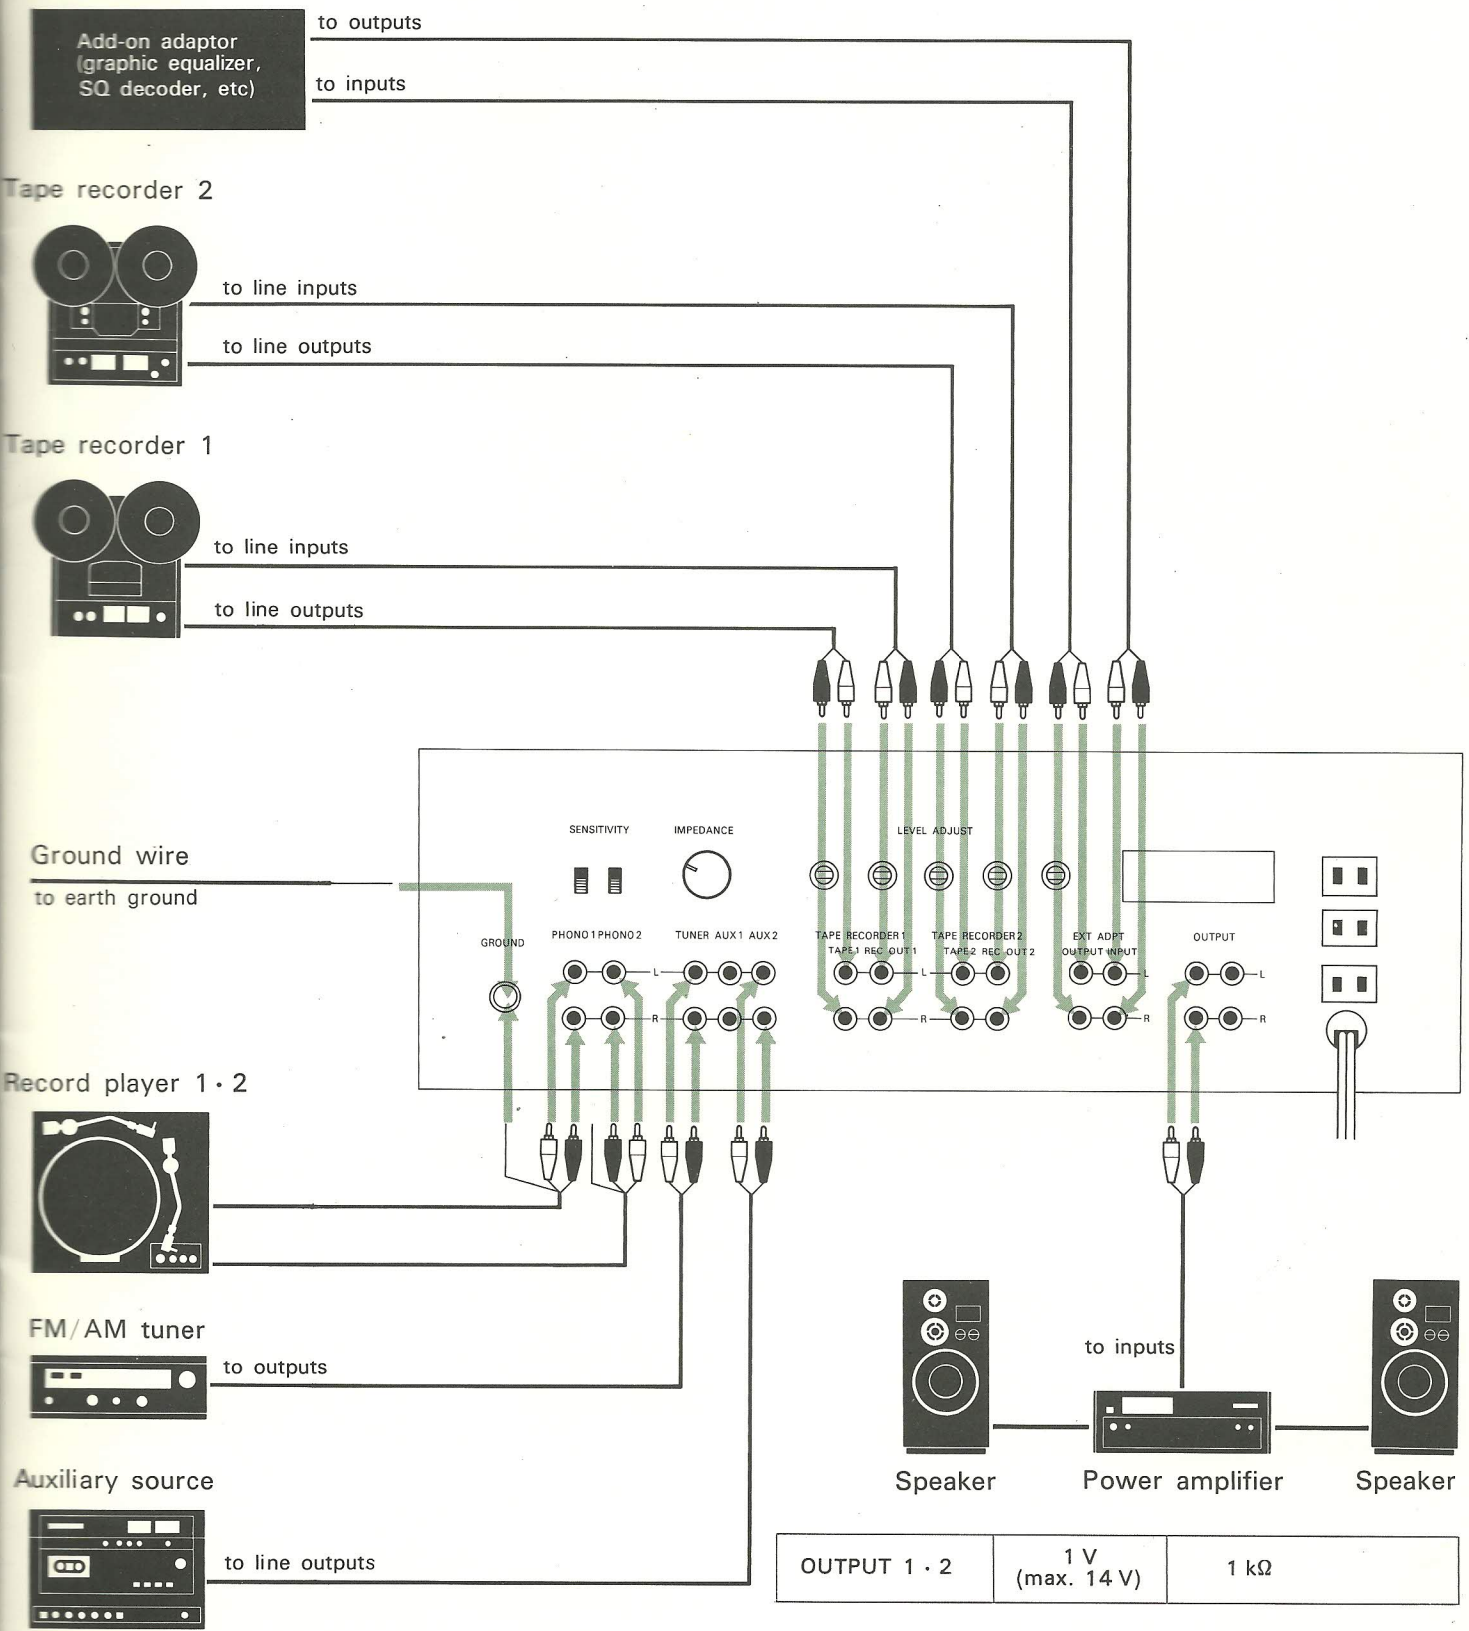 to outputs
Add-on adaptor
(graphic equalizer,
SQ decoder, etc)
to inputs
Tape recorder 2
to line inputs
to line outputs
Tape recorder 1
to line inputs
to line outputs
SENSITIVITY
IMPEDANCE
LEVEL ADJUST
Ground wire
to earth ground
GROUND
PHONO 1 PHONO 2
TUNER AUX 1 AUX 2
TAPE RECORDER 1
TAPE 1 REC OUT 1
TAPE RECORDER 2
TAPE 2 REC OUT 2
EXT ADPT
OUTPUT INPUT
OUTPUT
L
L
L
L
R
R
R
R
Record player 1 · 2
FM/AM tuner
to outputs
to inputs
Auxiliary source
to line outputs
Speaker
Power amplifier
Speaker
OUTPUT 1 · 2
1 V
(max. 14 V)
1 kΩ